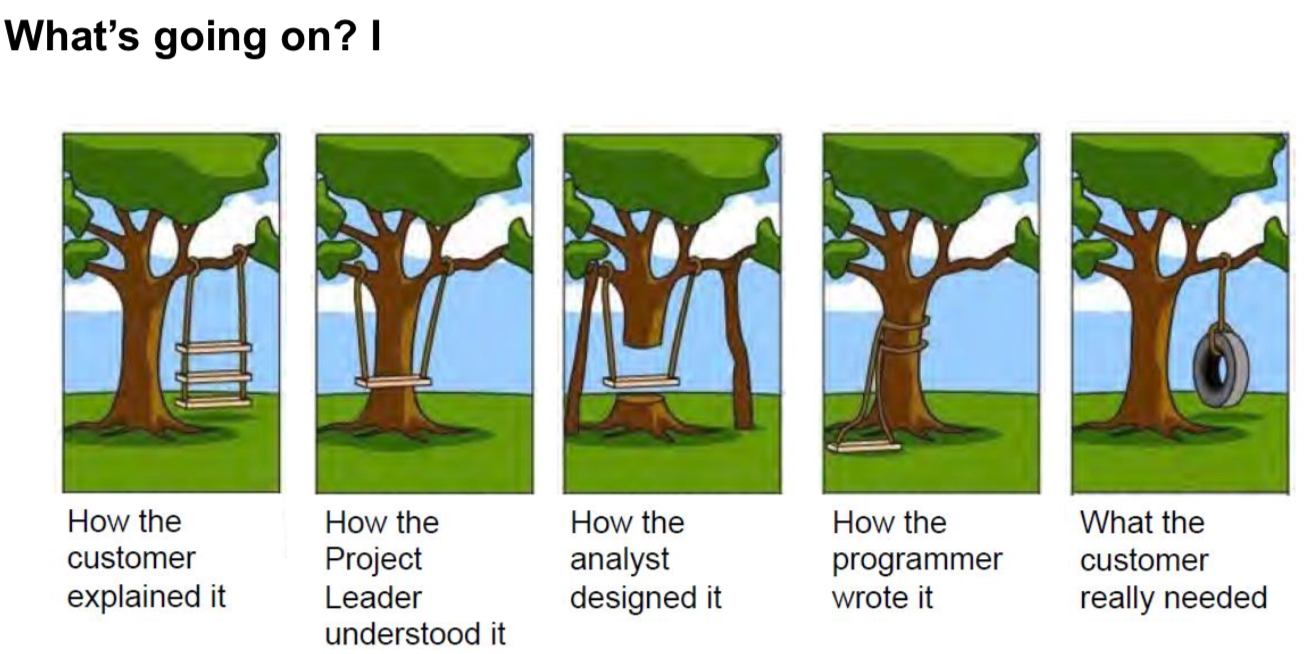 What’s going on? I
How the
customer
explained it
How the
Project
Leader
understood it
How the
analyst
designed it
How the
programmer
wrote it
What the
customer
really needed